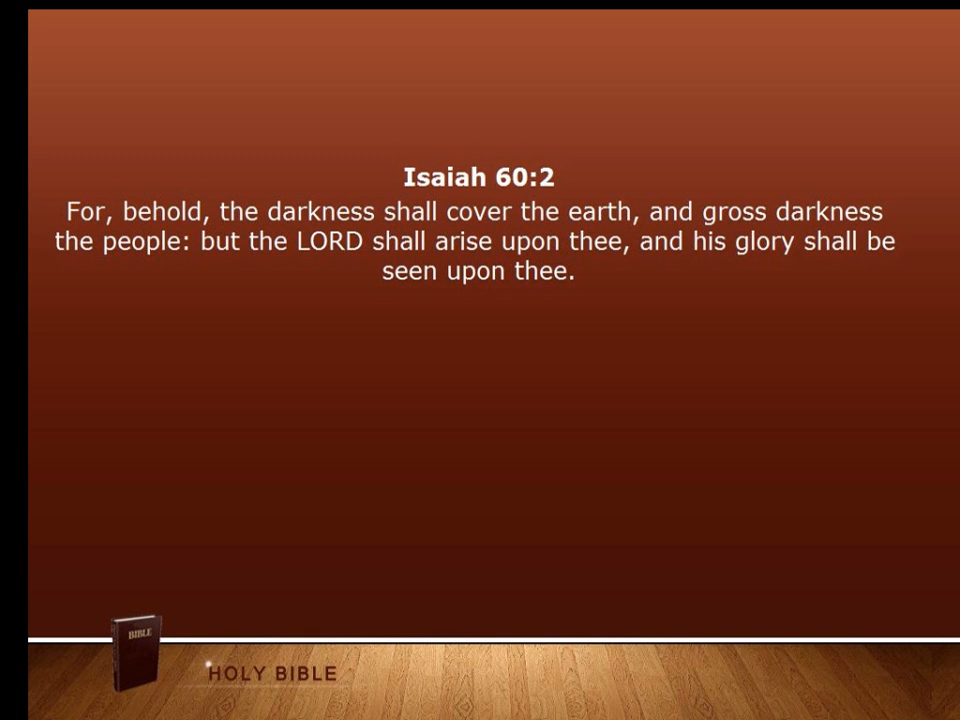 Isaiah 60:2
For, behold, the darkness shall cover the earth, and gross darkness
the people: but the LORD shall arise upon thee, and his glory shall be
seen upon thee.
BIBLE
HOLY BIBLE